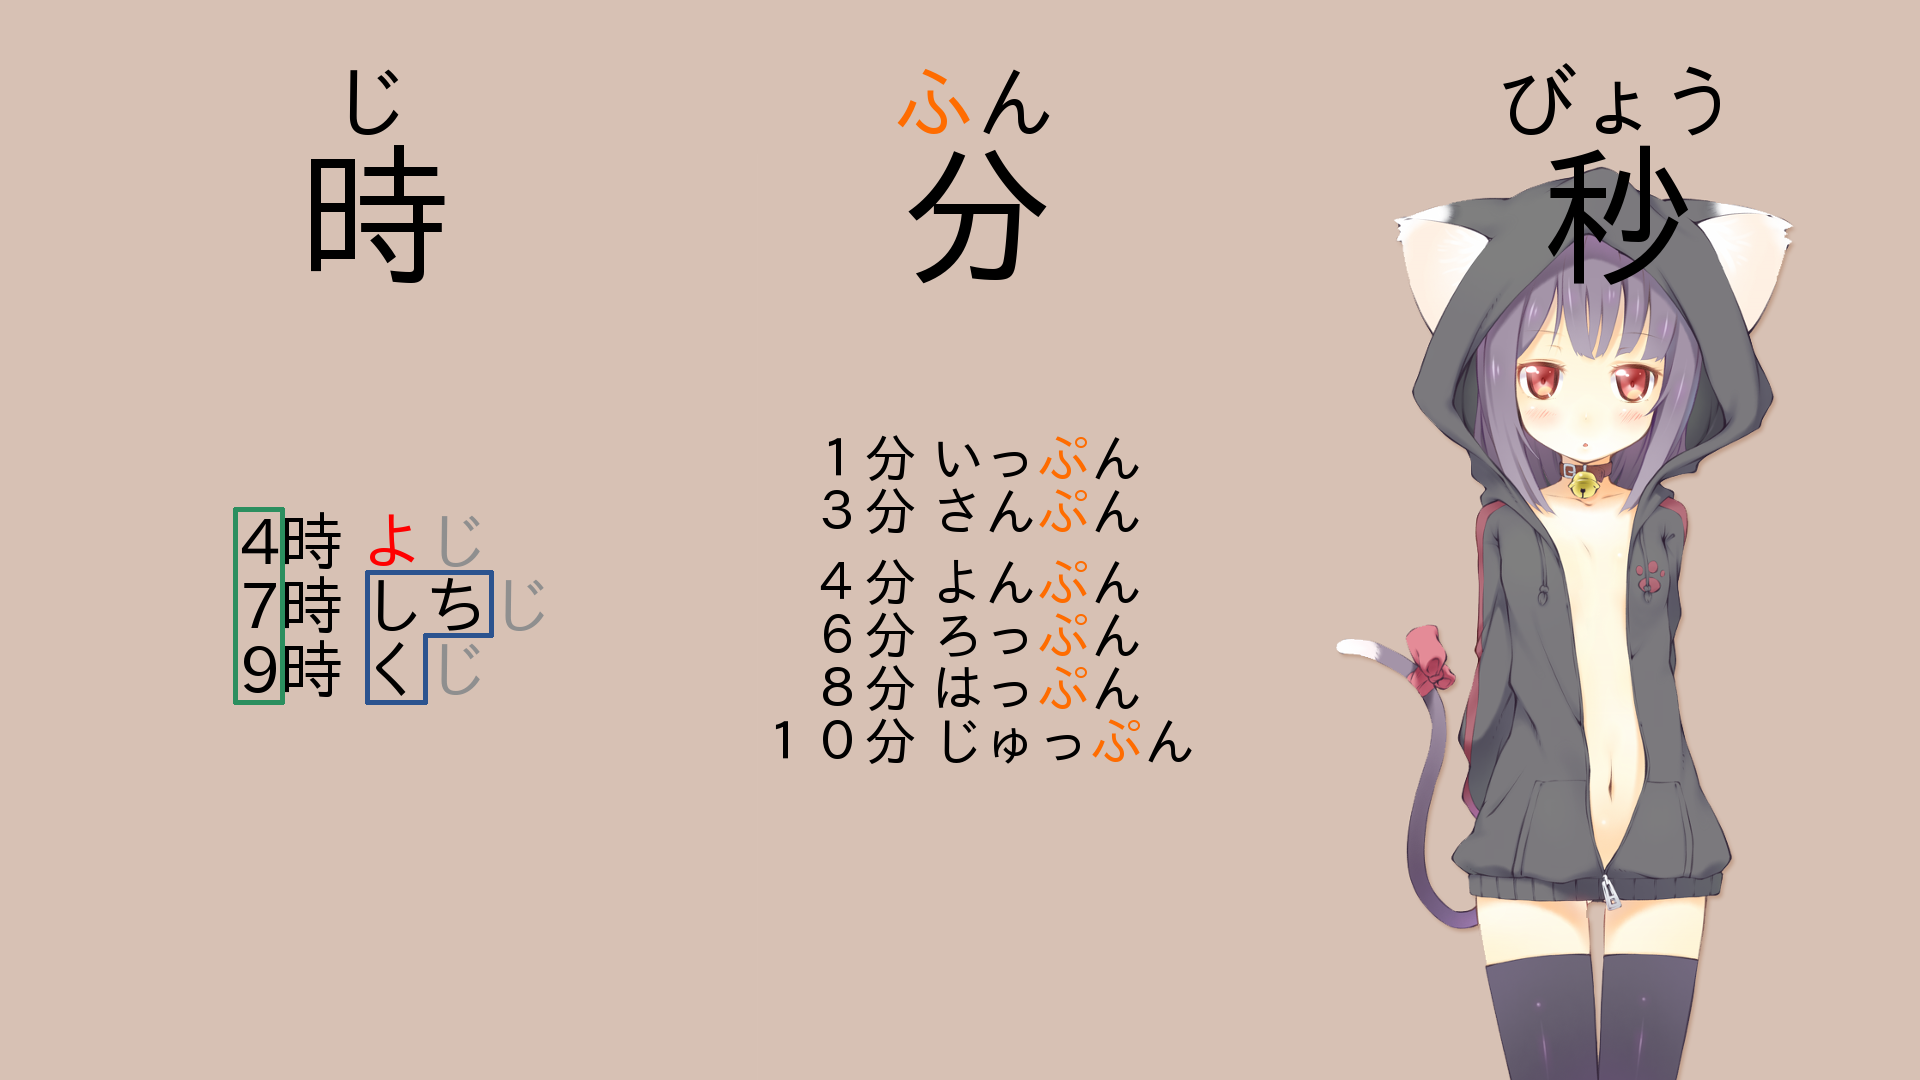 じ
時
4時 よじ
7時 しちじ
9時 くじ
ふん
分
１分 いっぷん
３分 さんぷん
４分 よんぷん
６分 ろっぷん
８分 はっぷん
１０分 じゅっぷん
びょう
秒